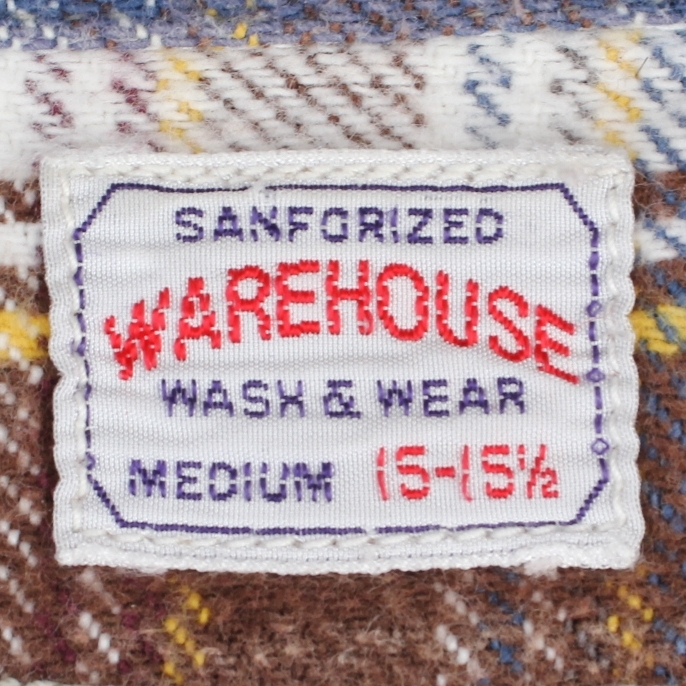 SANFORIZED
WAREHOUSE
WASH & WEAR
MEDIUM 15-15½